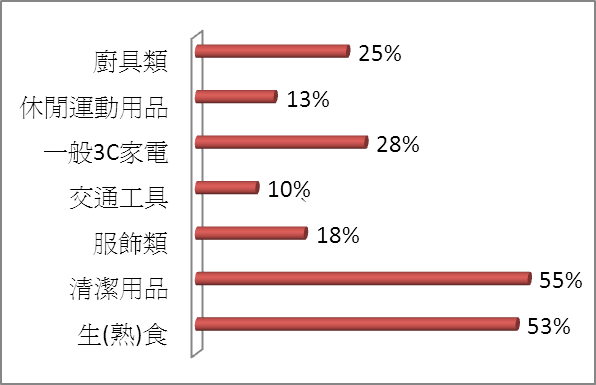 廚具類 25%
休閒運動用品 13%
一般3C家電 28%
交通工具 10%
服飾類 18%
清潔用品 55%
生(熟)食 53%